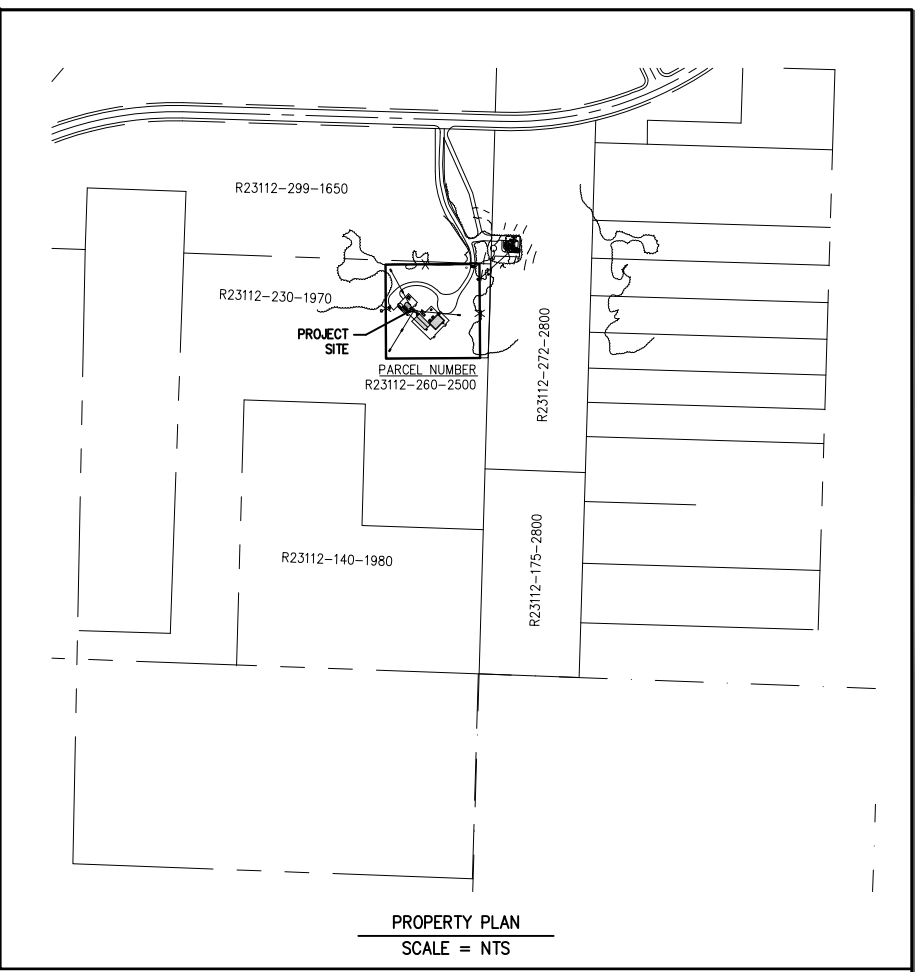 R23112-299-1650
R23112-230-1970
PROJECT
SITE
PARCEL NUMBER
R23112-260-2500
R23112-272-2800
R23112-140-1980
R23112-175-2800
PROPERTY PLAN
SCALE = NTS